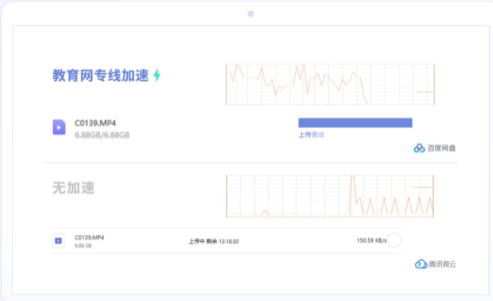 教育网专线加速
C0139.MP4
6.88GB/6.88GB
上传完成
百度网盘
无加速
C0139.MP4
6.88 GB
上传中 剩余 13:18:32
150.59 KB/s
腾讯微云